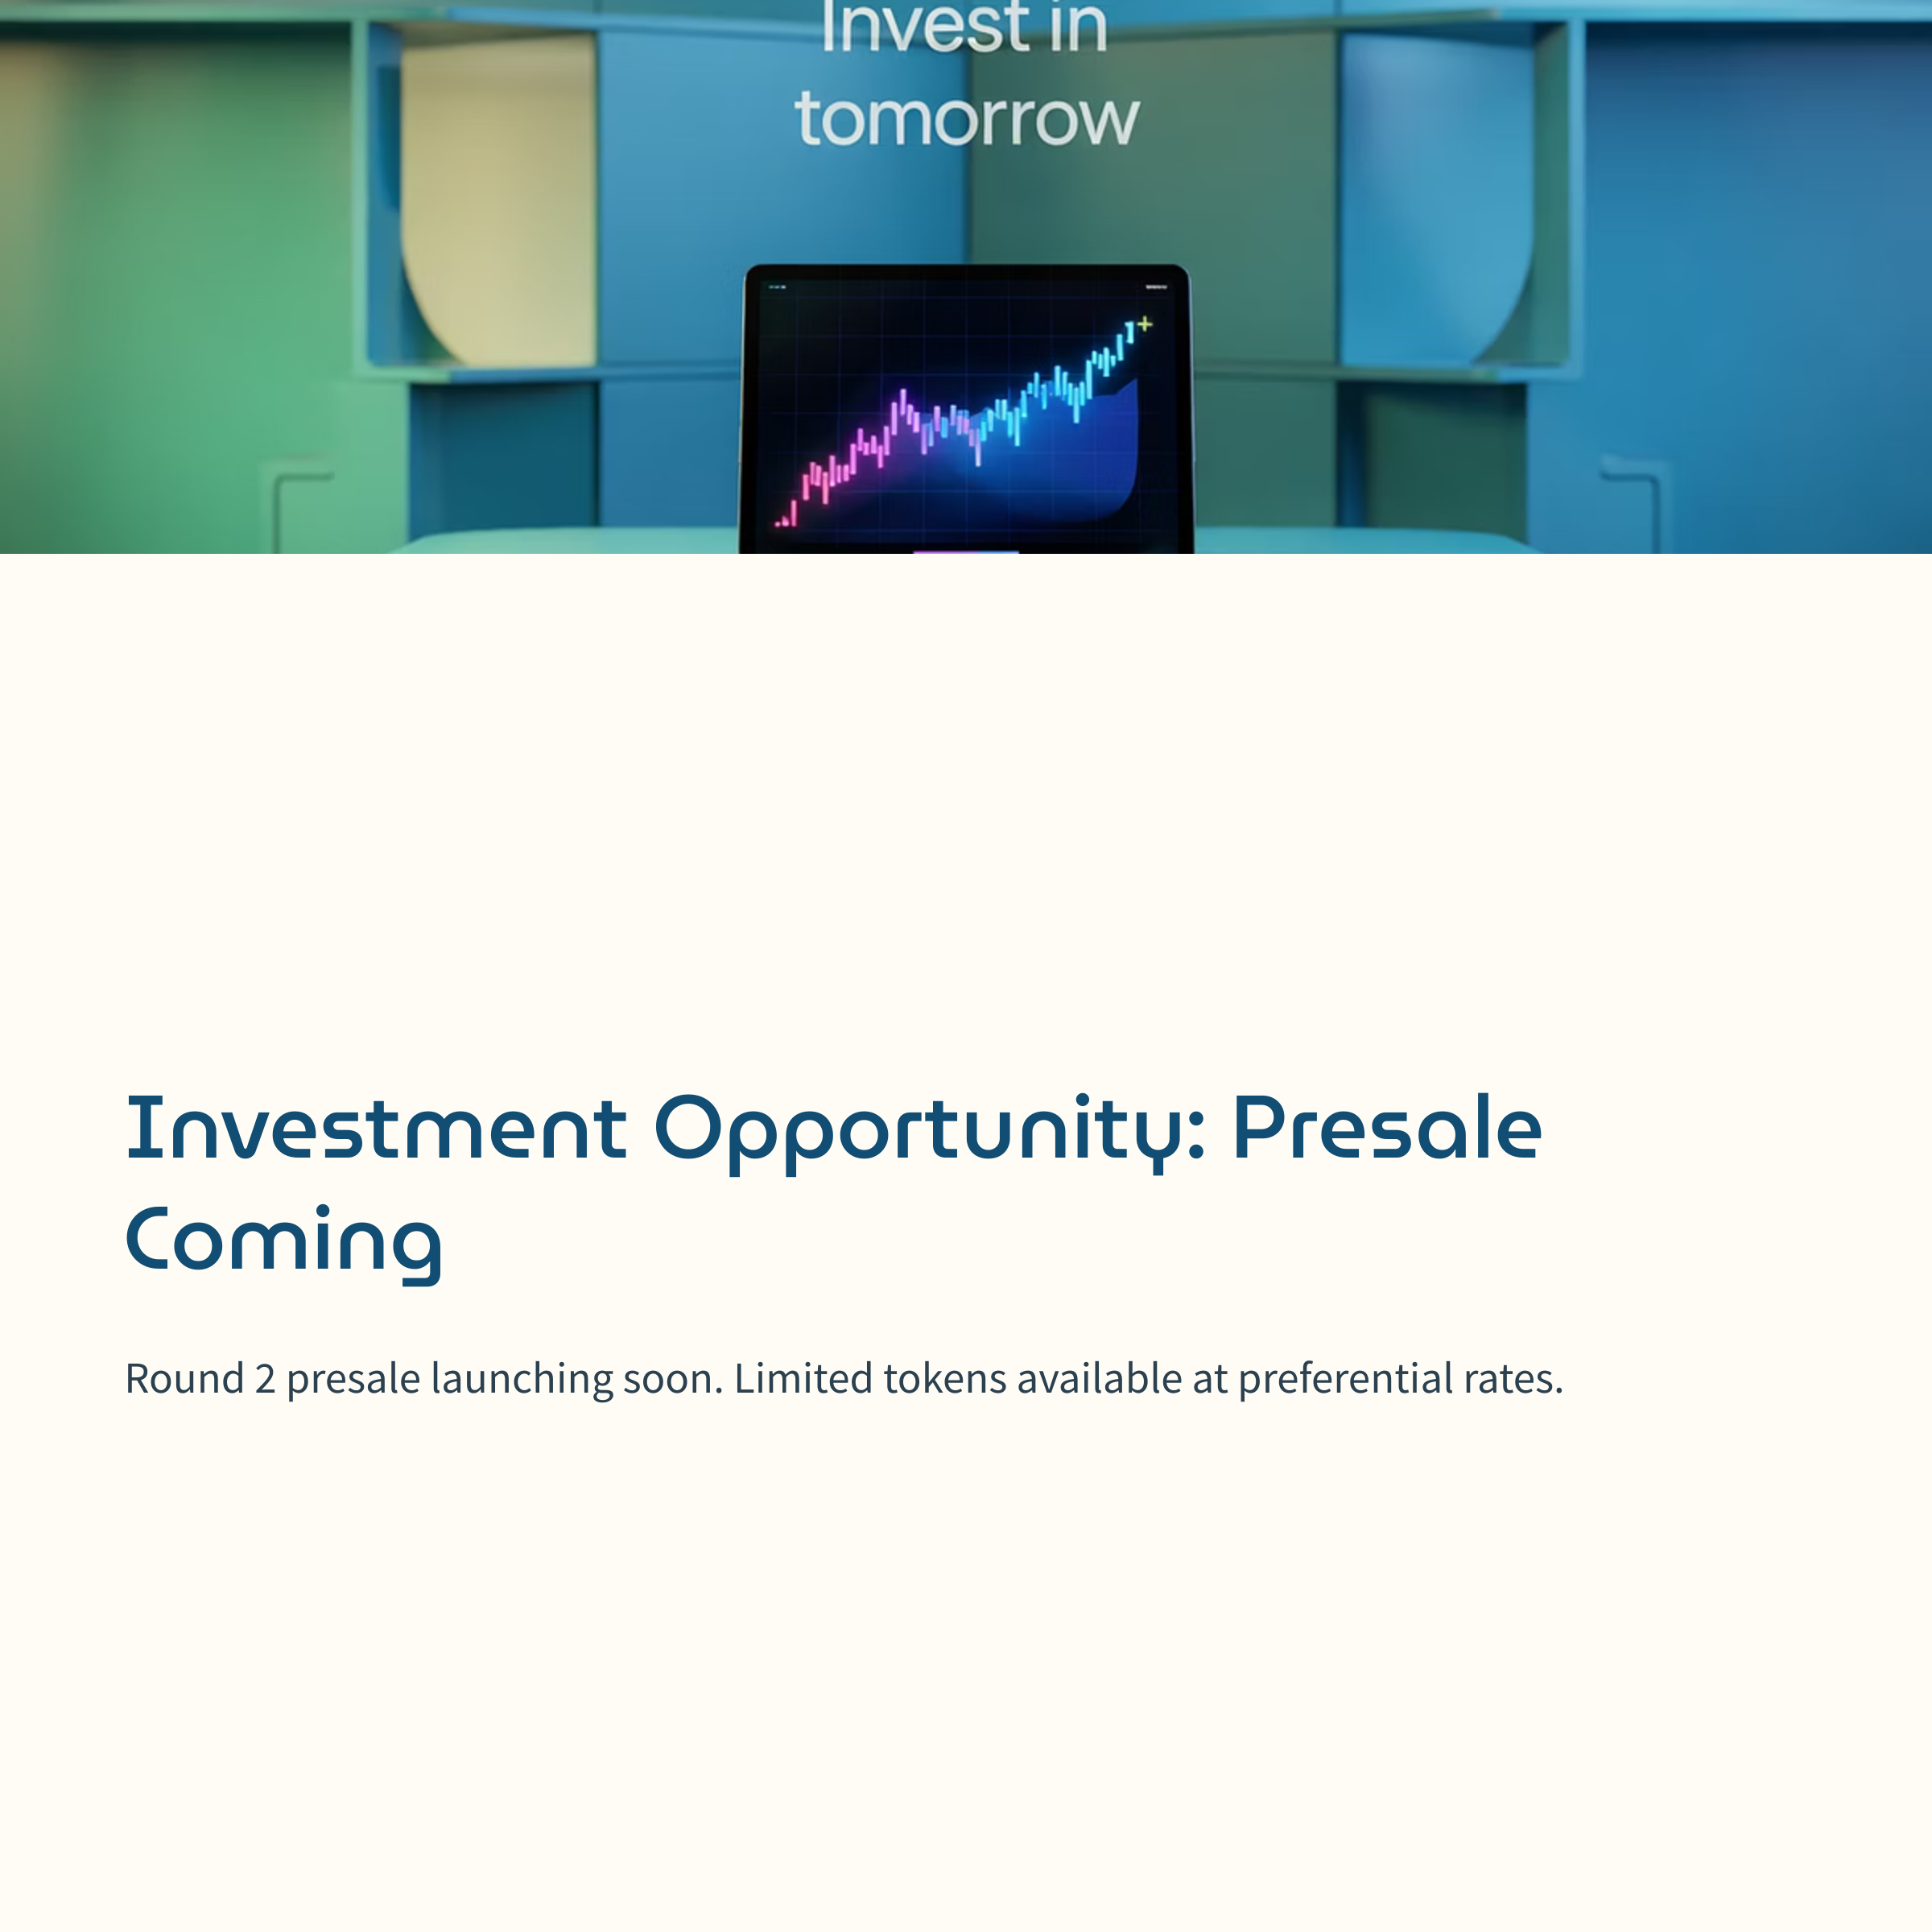 Invest in
tomorrow
Investment Opportunity: Presale
Coming
Round 2 presale launching soon. Limited tokens available at preferential rates.